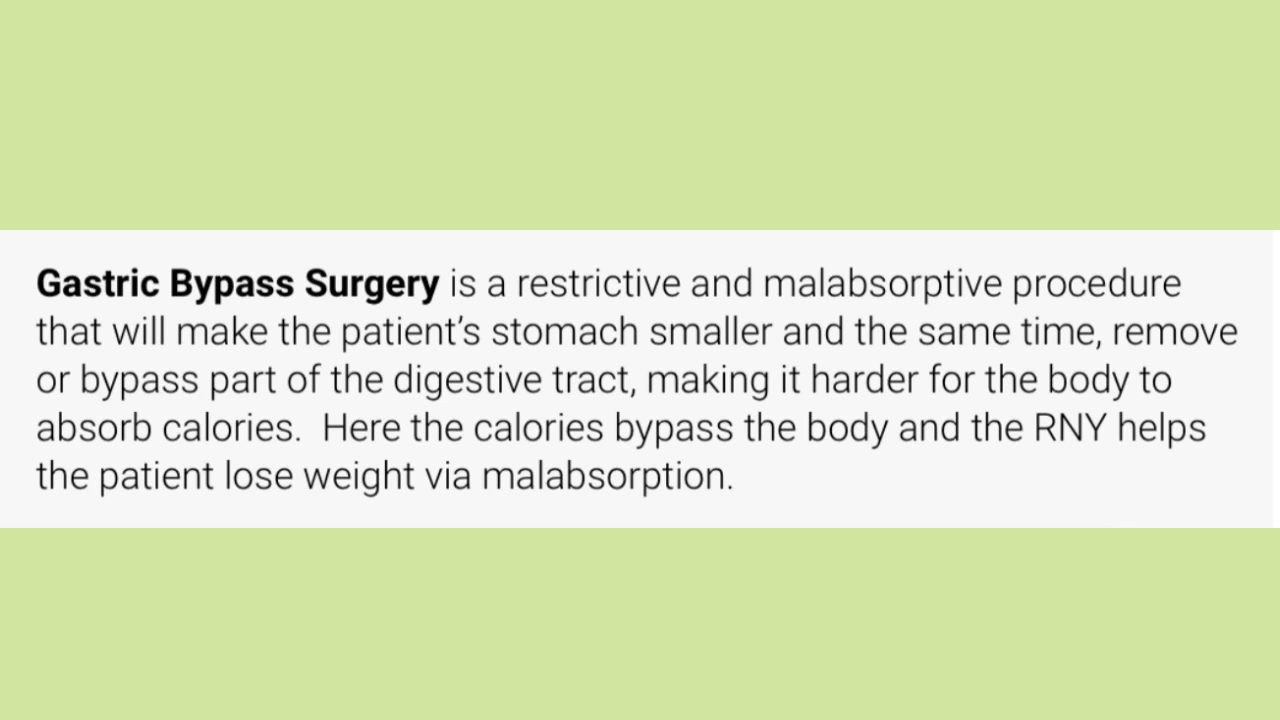 Gastric Bypass Surgery is a restrictive and malabsorptive procedure
that will make the patient’s stomach smaller and the same time, remove
or bypass part of the digestive tract, making it harder for the body to
absorb calories.  Here the calories bypass the body and the RNY helps
the patient lose weight via malabsorption.